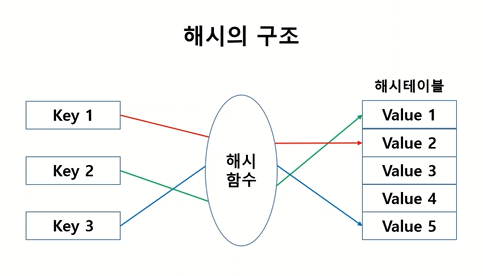 해시의 구조
해시테이블
Key 1
Key 2
Key 3
해시
함수
Value 1
Value 2
Value 3
Value 4
Value 5